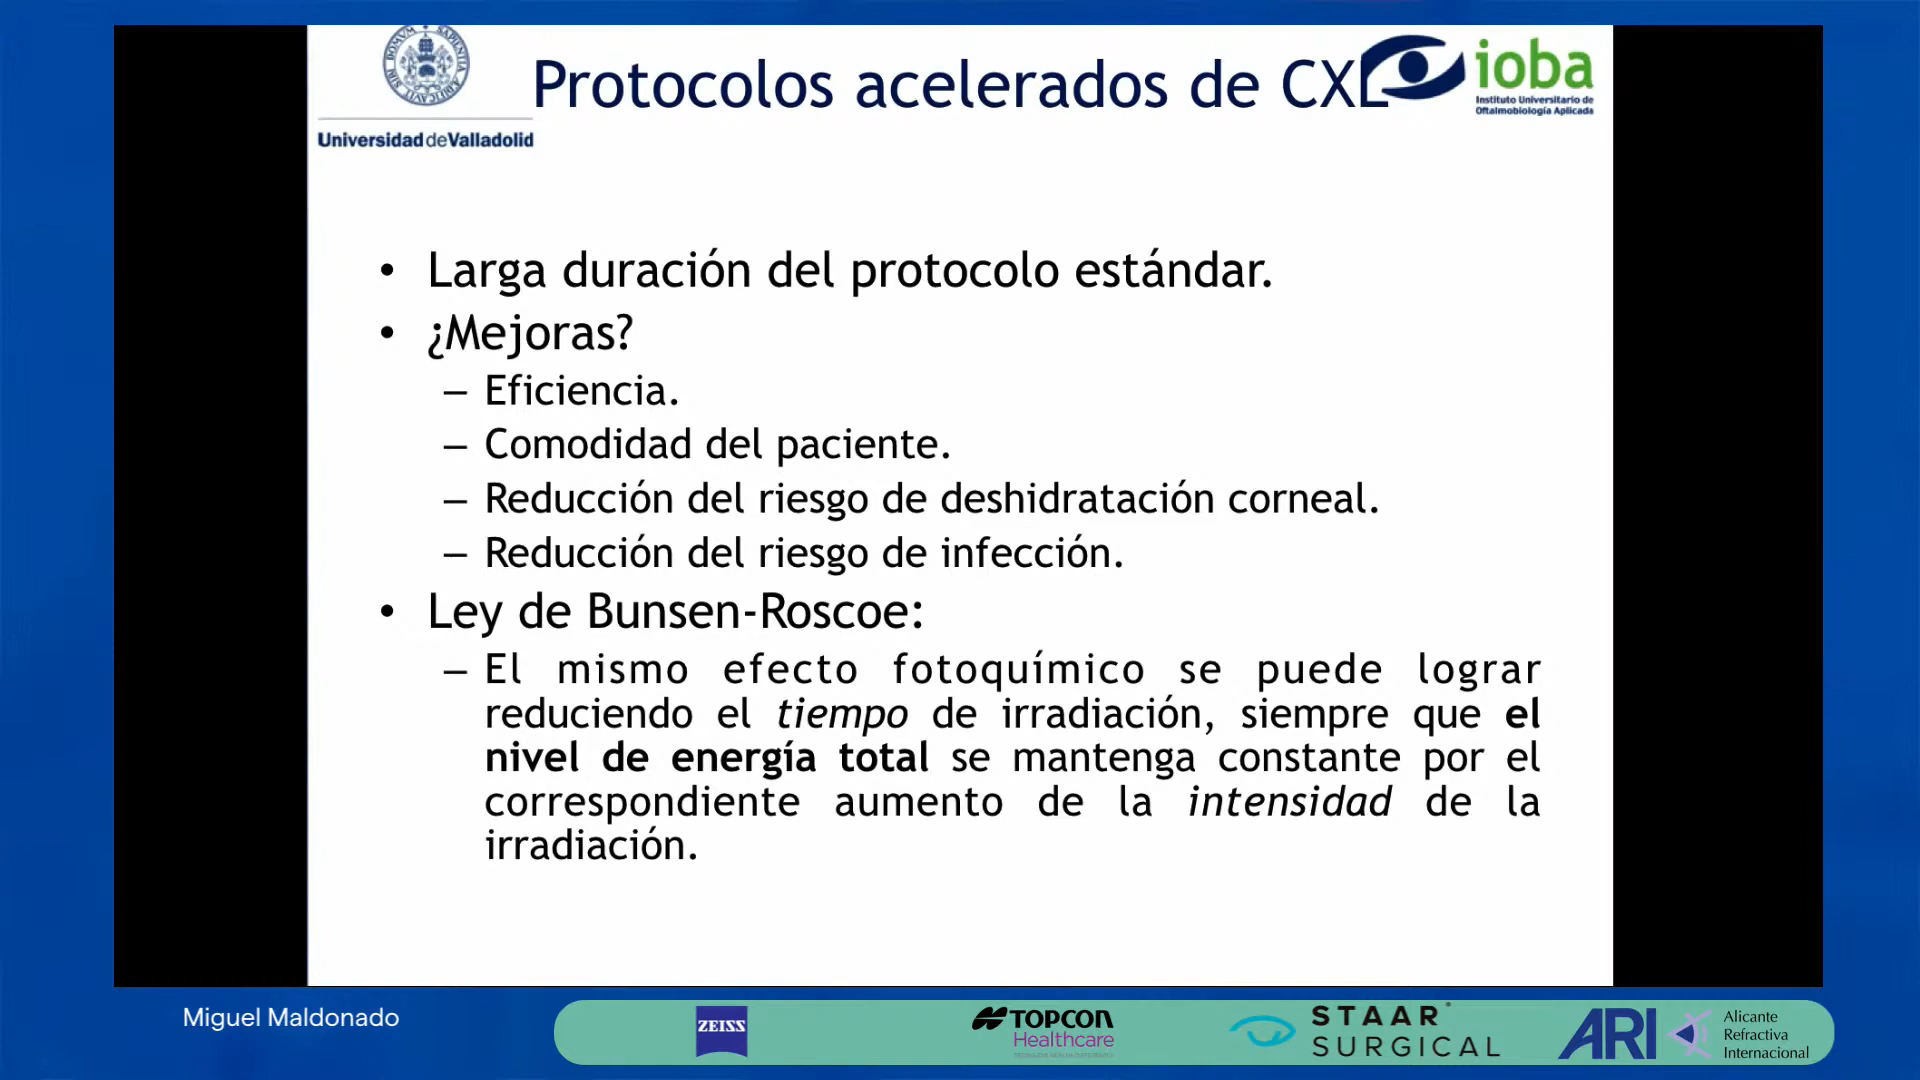 Protocolos acelerados de CXL
Universidad de Valladolid
ioba
Instituto Universitario de
Oftalmobiología Aplicada
• Larga duración del protocolo estándar.
• ¿Mejoras?
– Eficiencia.
– Comodidad del paciente.
– Reducción del riesgo de deshidratación corneal.
– Reducción del riesgo de infección.
• Ley de Bunsen-Roscoe:
– El mismo efecto fotoquímico se puede lograr
reduciendo el tiempo de irradiación, siempre que el
nivel de energía total se mantenga constante por el
correspondiente aumento de la intensidad de la
irradiación.
Miguel Maldonado
ZEISS
TOPCON
Healthcare
STAAR
SURGICAL
ARI
Alicante
Refractiva
Internacional